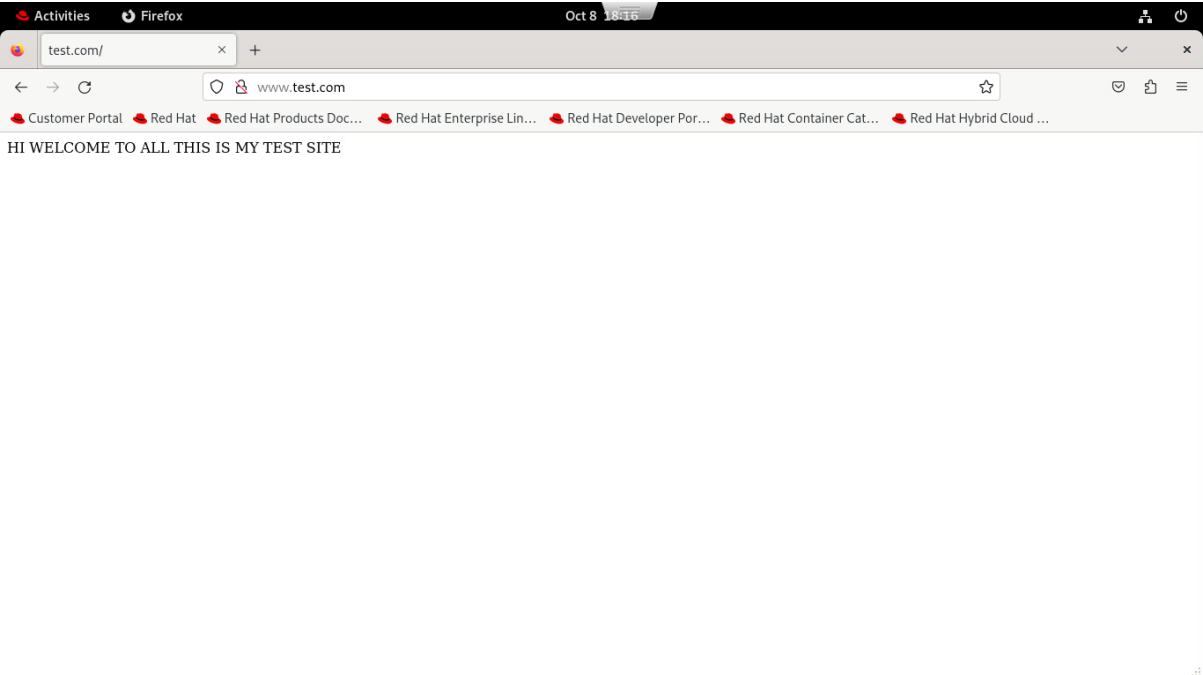 Activities Firefox Oct 8 18:16
test.com/
www.test.com
Customer Portal Red Hat Red Hat Products Doc... Red Hat Enterprise Lin... Red Hat Developer Por... Red Hat Container Cat... Red Hat Hybrid Cloud ...
HI WELCOME TO ALL THIS IS MY TEST SITE